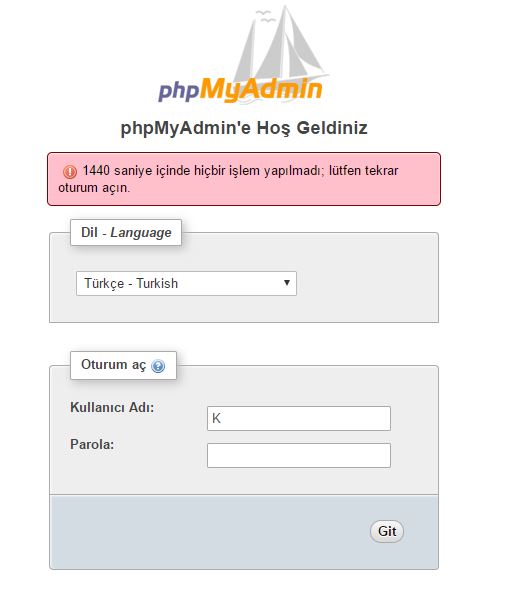 phpMyAdmin
phpMyAdmin'e Hoş Geldiniz
1440 saniye içinde hiçbir işlem yapılmadı; lütfen tekrar
oturum açın.
Dil - Language
Türkçe - Turkish
Oturum aç
Kullanıcı Adı:
K
Parola:
Git